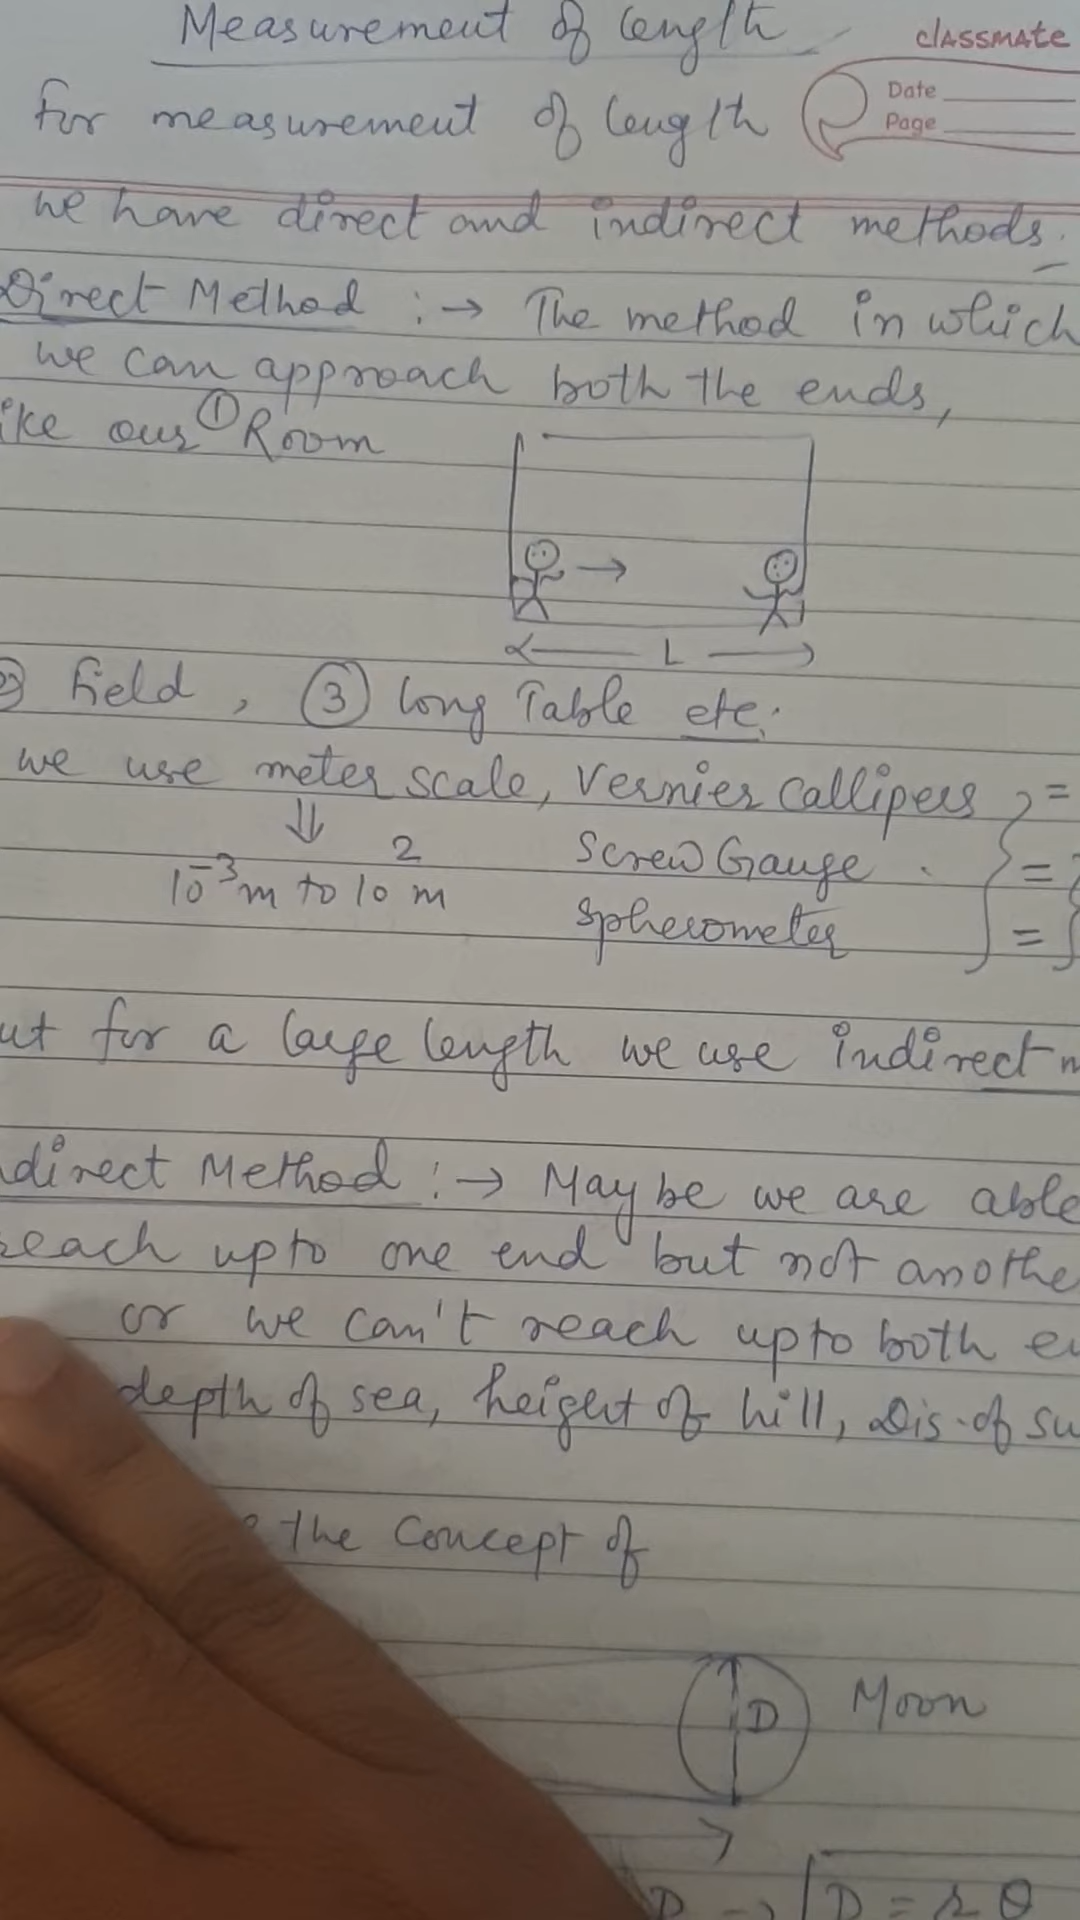 Measurement of length
classmate
Date
Page
for measurement of length
we have direct and indirect methods.
Direct Method :→ The method in which
we can approach both the ends,
ike our ① Room
L
② field, ③ long Table etc.
we use meter scale, Vernier Callipers } =
⇓
10⁻³m to 10² m
Screw Gauge . } =
Spherometer } =
ut for a large length we use indirect
ndirect Method :→ May be we are able
reach upto one end but not anothe
or we can't reach upto both
depth of sea, height of hill, Dis. of
the Concept of
D Moon
D → D = r θ